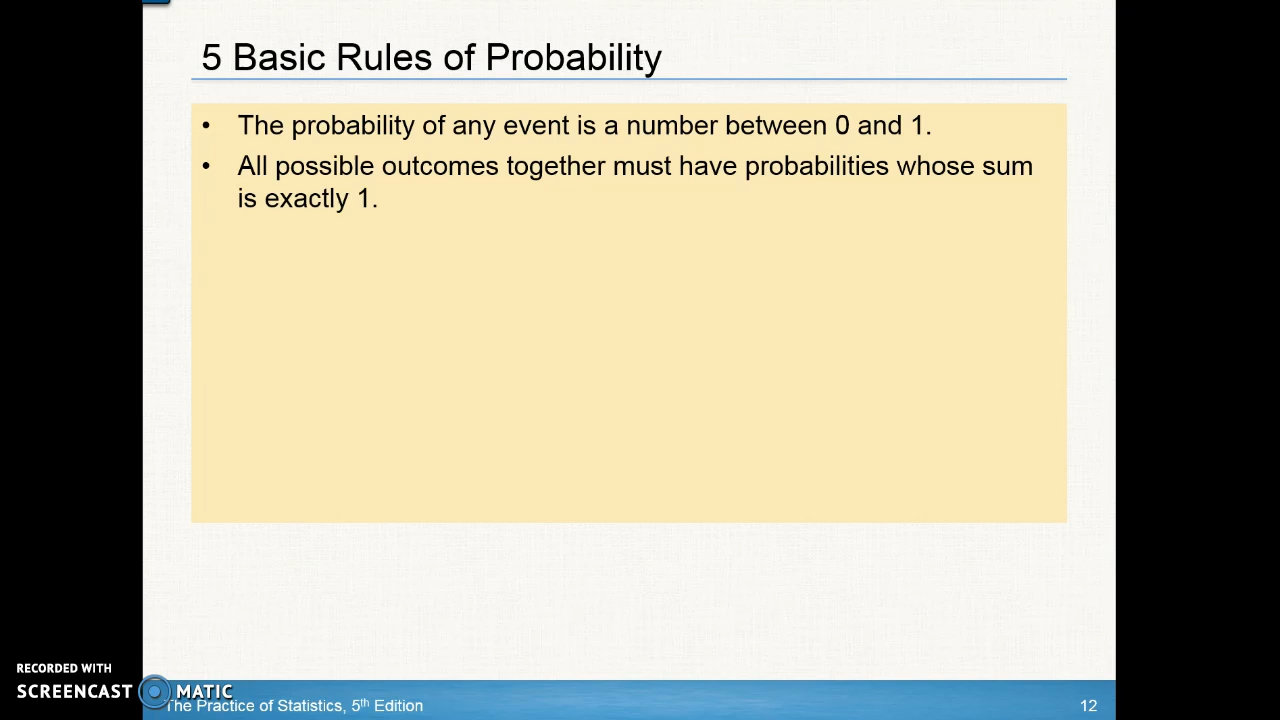 5 Basic Rules of Probability
• The probability of any event is a number between 0 and 1.
• All possible outcomes together must have probabilities whose sum
is exactly 1.
RECORDED WITH
SCREENCAST MATIC
The Practice of Statistics, 5th Edition
12